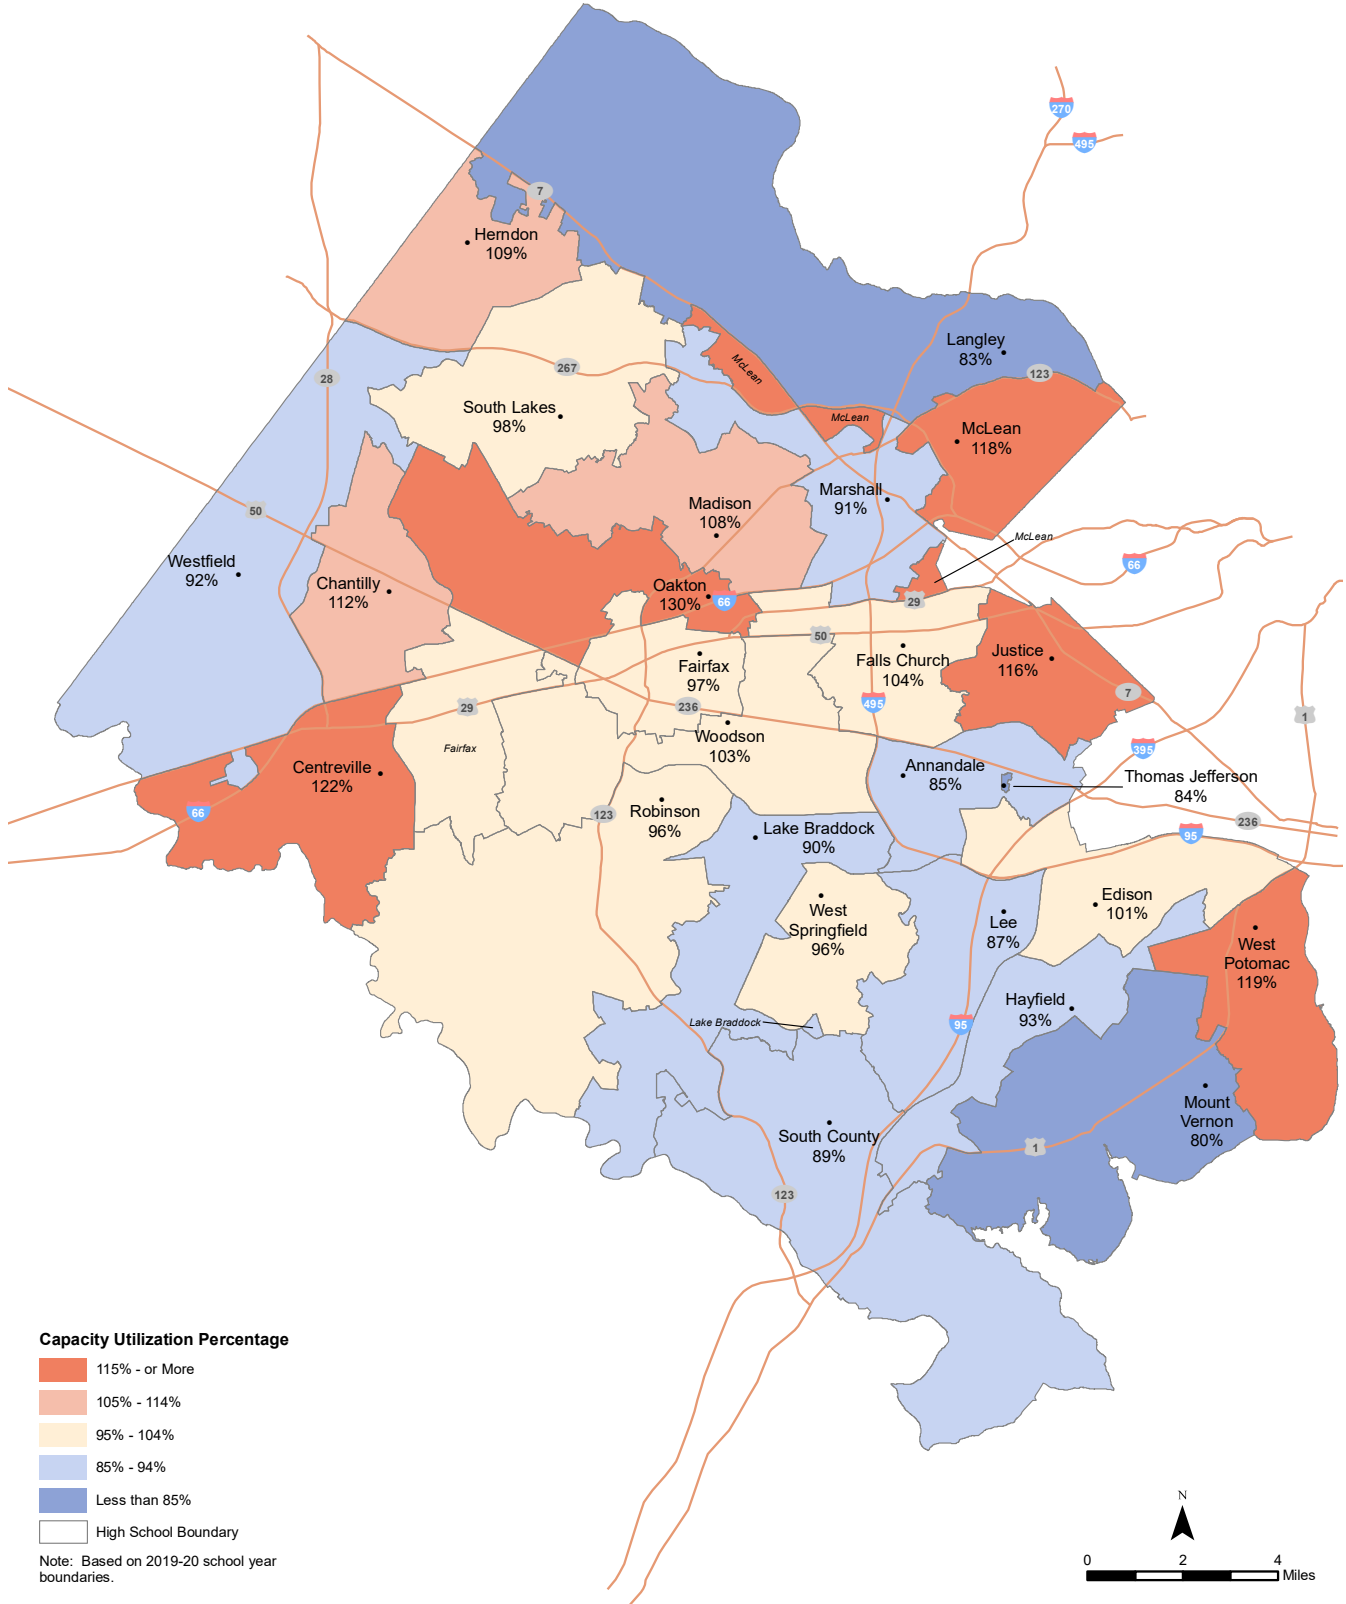 270
495
7
Herndon
109%
Langley
83%
123
267
28
McLean
South Lakes
98%
McLean
McLean
118%
Marshall
91%
Madison
108%
50
McLean
Westfield
92%
Chantilly
112%
Oakton
130%
66
66
29
50
Fairfax
97%
Falls Church
104%
Justice
116%
7
29
236
495
1
Fairfax
Woodson
103%
395
Centreville
122%
Annandale
85%
Thomas Jefferson
84%
66
123
Robinson
96%
Lake Braddock
90%
236
95
West
Springfield
96%
Lee
87%
Edison
101%
West
Potomac
119%
Hayfield
93%
Lake Braddock
95
Mount
Vernon
80%
South County
89%
1
123
Capacity Utilization Percentage
115% - or More
105% - 114%
95% - 104%
85% - 94%
Less than 85%
High School Boundary
Note:  Based on 2019-20 school year
boundaries.
N
0 2 4
Miles